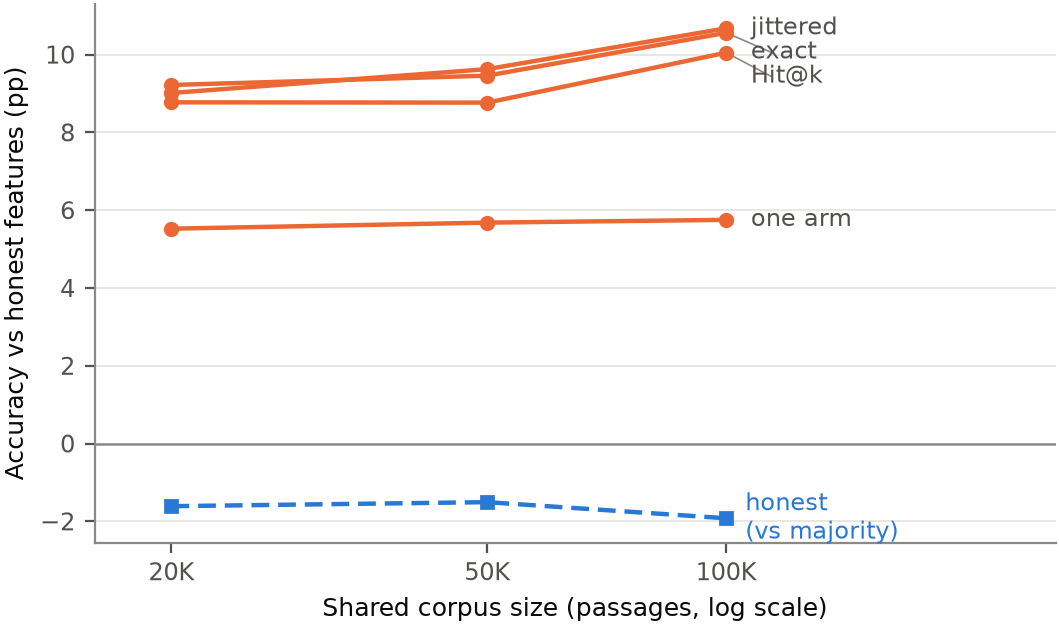 Accuracy vs honest features (pp)
10
8
6
4
2
0
−2
jittered
exact
Hit@k
one arm
honest
(vs majority)
20K
50K
100K
Shared corpus size (passages, log scale)